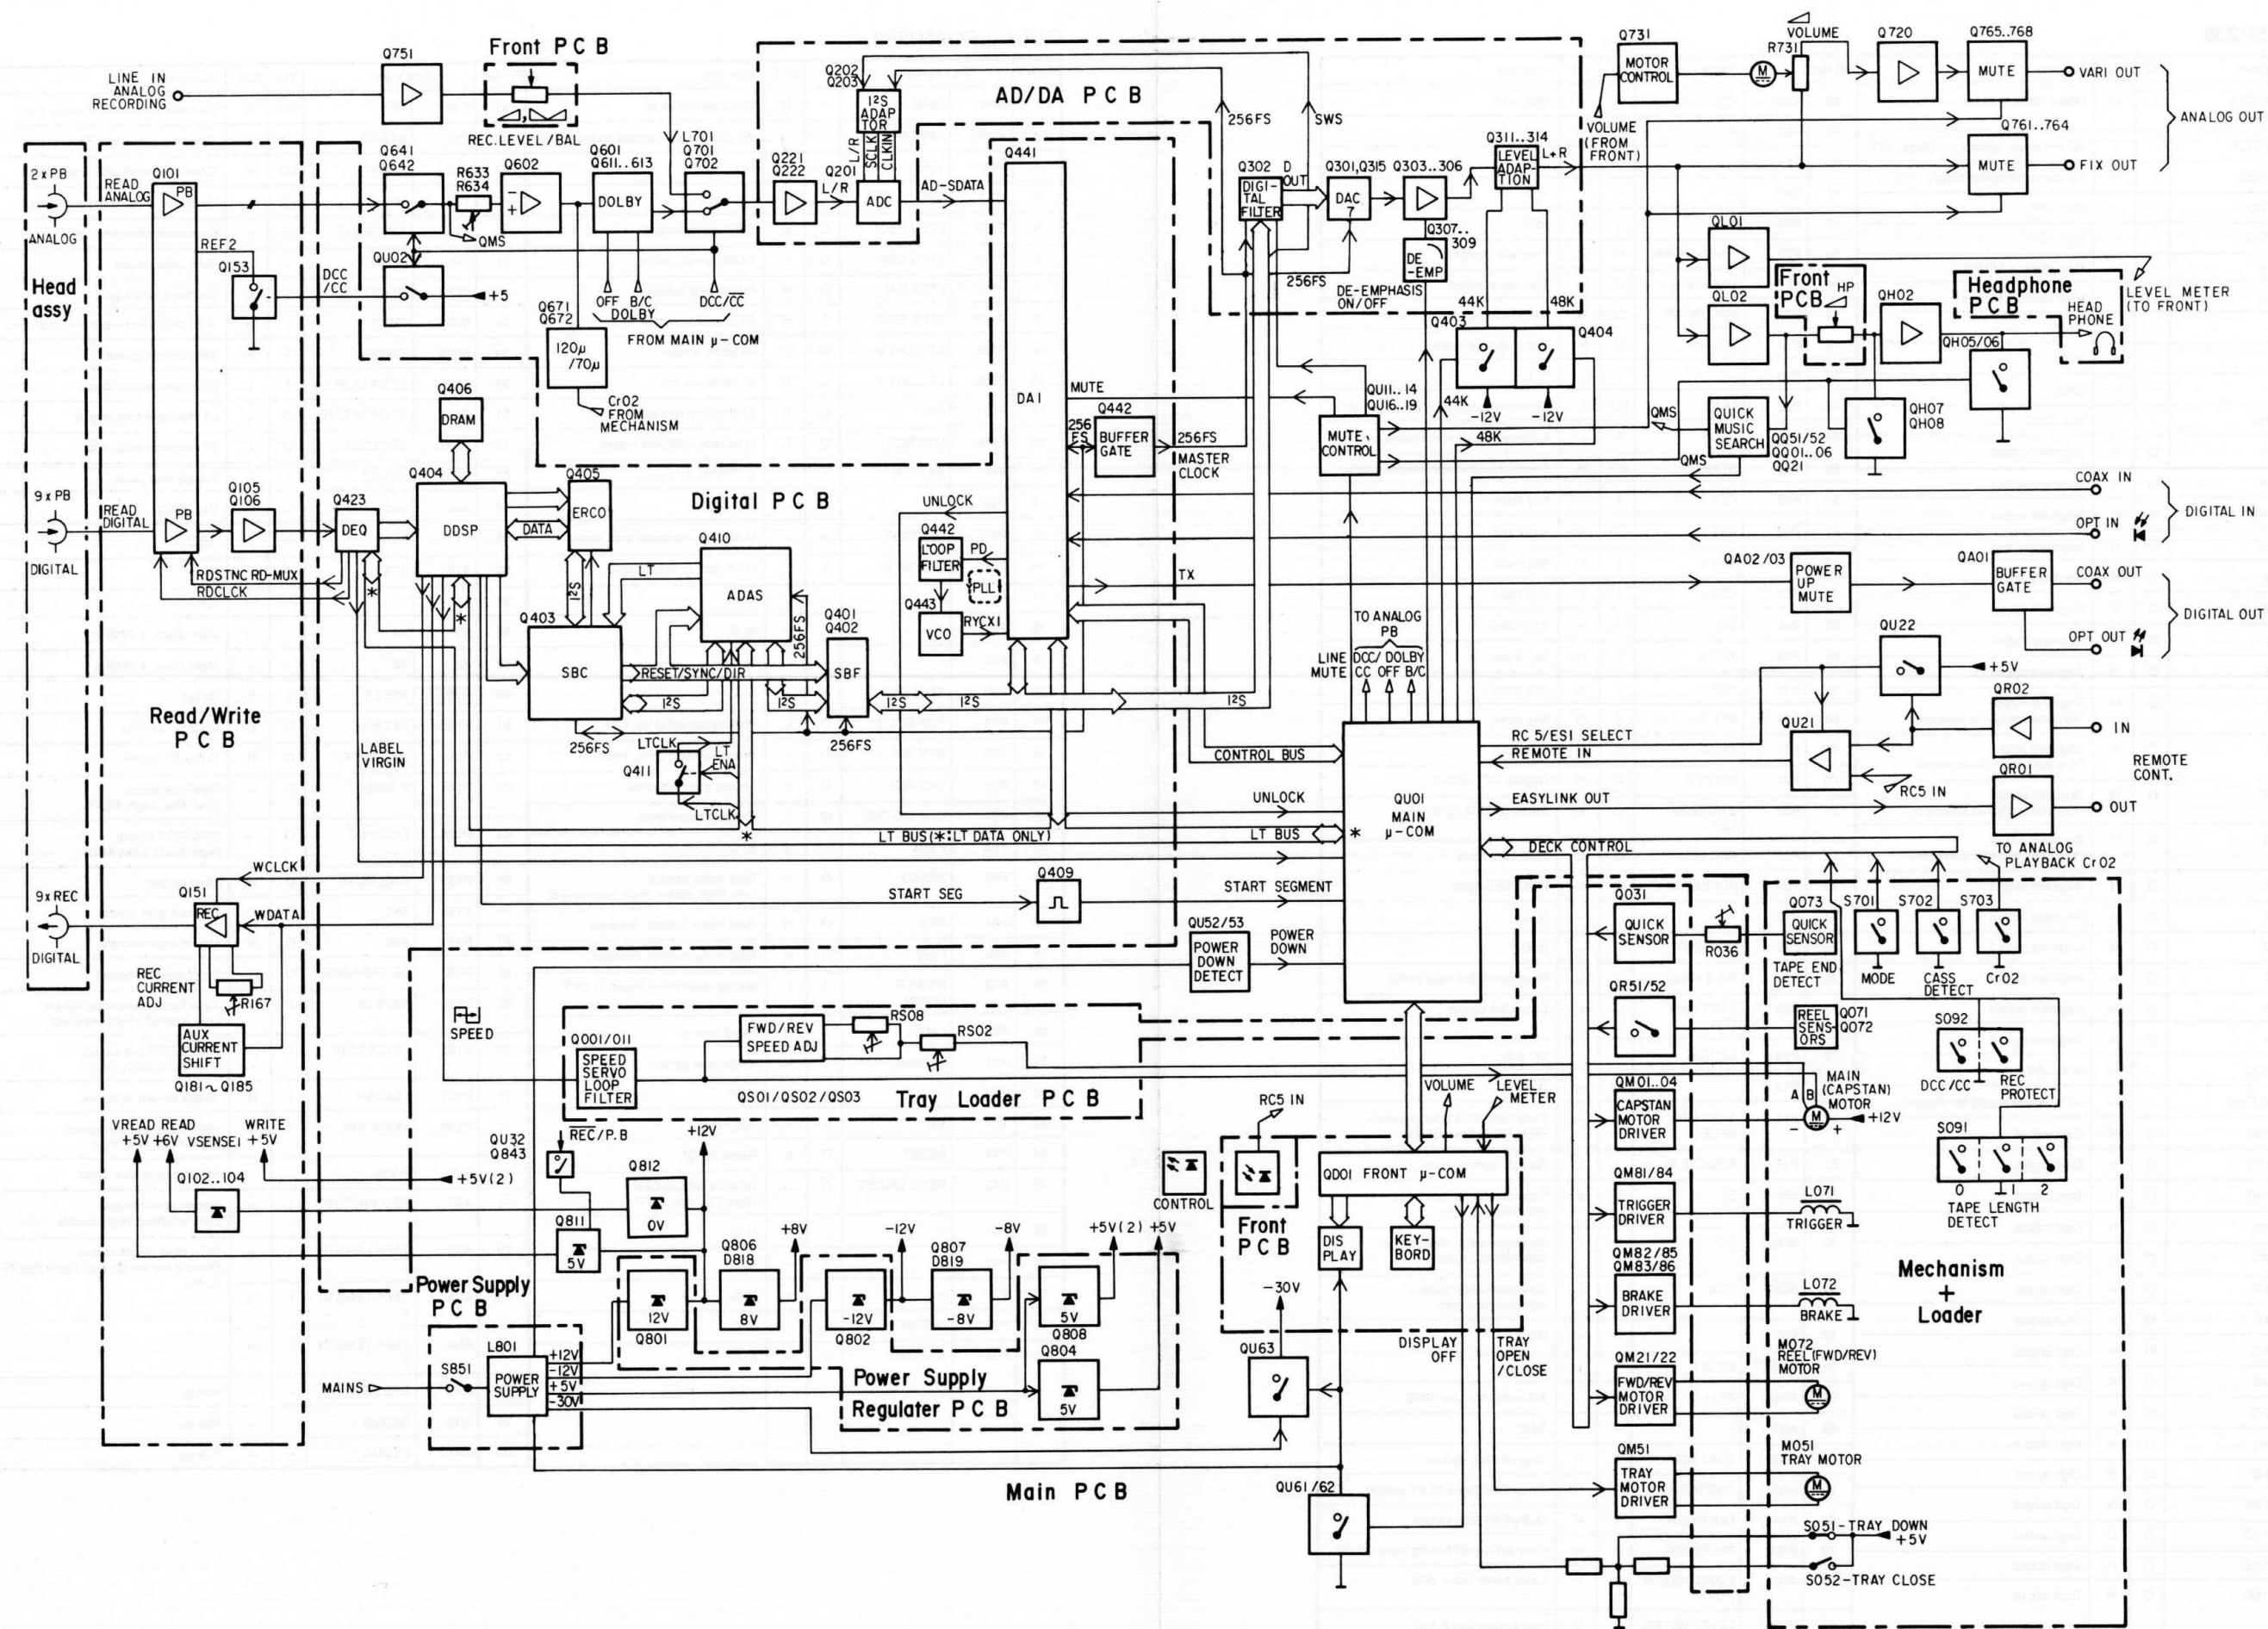 LINE IN
ANALOG
RECORDING
Q751
Front PCB
REC.LEVEL/BAL
AD/DA PCB
Q202
Q203
I²S
ADAP
TOR
L/R
SCLK
CLKIN
Q221
Q222
L/R
Q201
ADC
AD-SDATA
Q441
DAI
256FS
SWS
Q302
DIGI-
TAL
FILTER
D
OUT
Q301,Q315
DAC
7
Q303..306
Q311..314
LEVEL
ADAP-
TION
L+R
Q307..
309
DE
-EMP
DE-EMPHASIS
ON/OFF
256FS
44K
48K
Q403
Q404
-12V
-12V
44K
48K
Q731
MOTOR
CONTROL
VOLUME
(FROM
FRONT)
M
VOLUME
R731
Q720
Q765..768
MUTE
VARI OUT
Q761..764
MUTE
FIX OUT
ANALOG OUT
QL01
QL02
Front
PCB
HP
QH02
Headphone
PCB
HEAD
PHONE
LEVEL METER
(TO FRONT)
QH05/06
QH07
QH08
QMS
QUICK
MUSIC
SEARCH
QQ51/52
QQ01..06
QQ21
QMS
COAX IN
OPT IN
DIGITAL IN
QA02/03
POWER
UP
MUTE
QA01
BUFFER
GATE
COAX OUT
OPT OUT
DIGITAL OUT
QU22
+5V
QR02
IN
QU21
RC5 IN
QR01
OUT
REMOTE
CONT.
2xPB
ANALOG
Head
assy
READ
ANALOG
Q101
PB
REF2
Q153
DCC
/CC
Q641
Q642
R633
R634
QMS
Q602
Q601
Q611..613
DOLBY
L701
Q701
Q702
QU02
+5
OFF
B/C
DOLBY
DCC/CC
FROM MAIN μ-COM
Q671
Q672
120μ
/70μ
CrO2
FROM
MECHANISM
9xPB
DIGITAL
READ
DIGITAL
PB
Q105
Q106
RDSTNC RD-MUX
RDCLCK
Q423
DEQ
*
Q406
DRAM
Q404
DDSP
*
DATA
Q405
ERCO
I²S
Digital PCB
Q410
ADAS
LT
Q403
SBC
RESET/SYNC/DIR
I²S
I²S
256FS
256FS
256FS
Q401
Q402
SBF
I²S
I²S
I²S
UNLOCK
Q442
LOOP
FILTER
PD
PLL
Q443
VCO
RYCX1
MUTE
256
FS
Q442
BUFFER
GATE
256FS
MASTER
CLOCK
TX
QU11..14
QU16..19
MUTE
CONTROL
TO ANALOG
PB
LINE
MUTE
DCC/
CC
DOLBY
OFF B/C
LTCLK
LT
ENA
Q411
LTCLK
*
LT BUS(*:LT DATA ONLY)
CONTROL BUS
UNLOCK
LT BUS
*
QU01
MAIN
μ-COM
RC 5/ESI SELECT
REMOTE IN
EASYLINK OUT
DECK CONTROL
START SEG
Q409
START SEGMENT
Read/Write
PCB
LABEL
VIRGIN
WCLCK
Q151
REC
WDATA
9xREC
DIGITAL
REC
CURRENT
ADJ
R167
AUX
CURRENT
SHIFT
Q181~Q185
SPEED
QU52/53
POWER
DOWN
DETECT
POWER
DOWN
Q001/011
SPEED
SERVO
LOOP
FILTER
FWD/REV
SPEED ADJ
RS08
RS02
QS01/QS02/QS03
Tray Loader PCB
VREAD READ
+5V +6V
VSENSE1
WRITE
+5V
Q102..104
+5V(2)
QU32
Q843
REC/P.B
Q812
0V
+12V
Q811
5V
Q801
12V
Q806
D818
8V
+8V
-12V
Q802
-12V
Q807
D819
-8V
-8V
+5V(2)
+5V
Q808
5V
Q804
5V
Power Supply
PCB
L801
POWER
SUPPLY
S851
MAINS
+12V
-12V
+5V
-30V
Power Supply
Regulater PCB
Main PCB
CONTROL
RC5 IN
Front
PCB
VOLUME
LEVEL
METER
QD01 FRONT μ-COM
DIS
PLAY
KEY-
BORD
-30V
QU63
DISPLAY
OFF
TRAY
OPEN
/CLOSE
QU61/62
Q031
QUICK
SENSOR
R036
Q073
QUICK
SENSOR
TAPE END
DETECT
S701
MODE
S702
CASS
DETECT
S703
CrO2
TO ANALOG
PLAYBACK CrO2
QR51/52
REEL
SENS-
ORS
Q071
Q072
S092
DCC/CC
REC
PROTECT
QM01..04
CAPSTAN
MOTOR
DRIVER
A
B
MAIN
(CAPSTAN)
MOTOR
M
-
+
+12V
S091
0
1
2
TAPE LENGTH
DETECT
QM81/84
TRIGGER
DRIVER
L071
TRIGGER
QM82/85
QM83/86
BRAKE
DRIVER
L072
BRAKE
Mechanism
+
Loader
QM21/22
FWD/REV
MOTOR
DRIVER
M072
REEL(FWD/REV)
MOTOR
M
QM51
TRAY
MOTOR
DRIVER
M051
TRAY MOTOR
M
S051-TRAY DOWN
+5V
S052-TRAY CLOSE